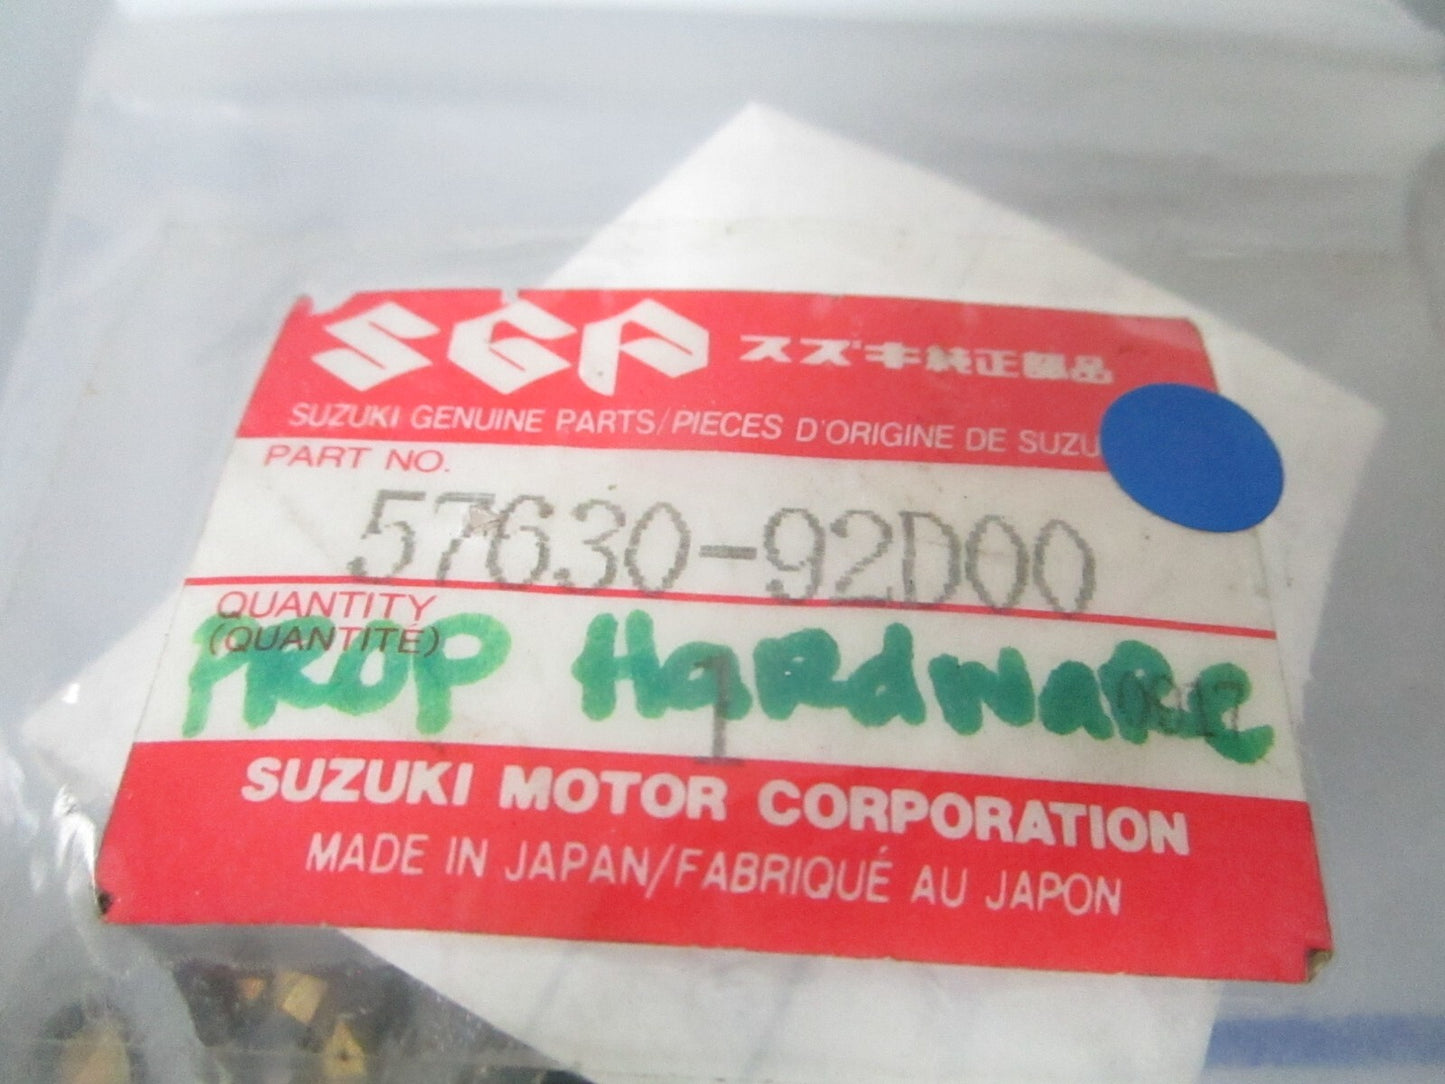 SGP スズキ純正部品
SUZUKI GENUINE PARTS/PIECES D'ORIGINE DE SUZU
PART NO.
57630-92D00
QUANTITY
(QUANTITÉ)
PROP HaRdwaRe
1
SUZUKI MOTOR CORPORATION
MADE IN JAPAN/FABRIQUÉ AU JAPON